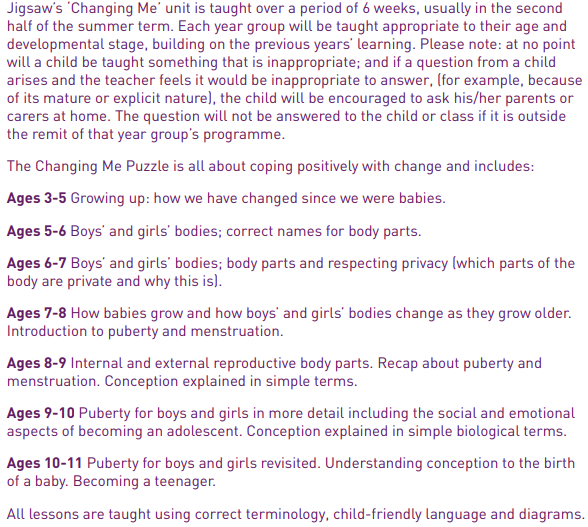 Jigsaw's 'Changing Me' unit is taught over a period of 6 weeks, usually in the second
half of the summer term. Each year group will be taught appropriate to their age and
developmental stage, building on the previous years' learning. Please note: at no point
will a child be taught something that is inappropriate; and if a question from a child
arises and the teacher feels it would be inappropriate to answer, (for example, because
of its mature or explicit nature), the child will be encouraged to ask his/her parents or
carers at home. The question will not be answered to the child or class if it is outside
the remit of that year group's programme.
The Changing Me Puzzle is all about coping positively with change and includes:
Ages 3-5 Growing up: how we have changed since we were babies.
Ages 5-6 Boys' and girls' bodies; correct names for body parts.
Ages 6-7 Boys' and girls' bodies; body parts and respecting privacy (which parts of the
body are private and why this is).
Ages 7-8 How babies grow and how boys' and girls' bodies change as they grow older.
Introduction to puberty and menstruation.
Ages 8-9 Internal and external reproductive body parts. Recap about puberty and
menstruation. Conception explained in simple terms.
Ages 9-10 Puberty for boys and girls in more detail including the social and emotional
aspects of becoming an adolescent. Conception explained in simple biological terms.
Ages 10-11 Puberty for boys and girls revisited. Understanding conception to the birth
of a baby. Becoming a teenager.
All lessons are taught using correct terminology, child-friendly language and diagrams.